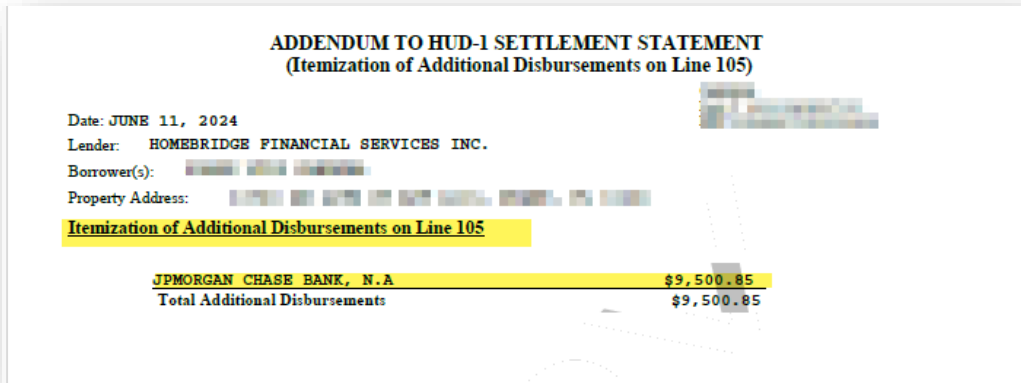 ADDENDUM TO HUD-1 SETTLEMENT STATEMENT
(Itemization of Additional Disbursements on Line 105)
Date: JUNE 11, 2024
Lender: HOMEBRIDGE FINANCIAL SERVICES INC.
Borrower(s):
Property Address:
Itemization of Additional Disbursements on Line 105
JPMORGAN CHASE BANK, N.A $9,500.85
Total Additional Disbursements $9,500.85